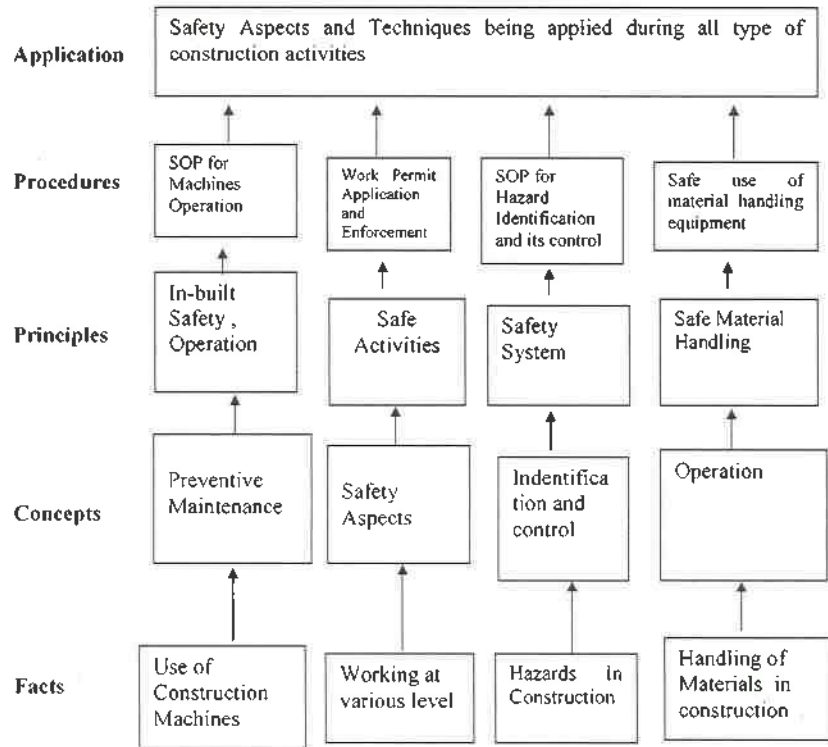 Application
Safety Aspects and Techniques being applied during all type of
construction activities
Procedures
SOP for
Machines
Operation
Work Permit
Application
and
Enforcement
SOP for
Hazard
Identification
and its control
Safe use of
material handling
equipment
Principles
In-built
Safety ,
Operation
Safe
Activities
Safety
System
Safe Material
Handling
Concepts
Preventive
Maintenance
Safety
Aspects
Indentifica
tion and
control
Operation
Facts
Use of
Construction
Machines
Working at
various level
Hazards in
Construction
Handling of
Materials in
construction